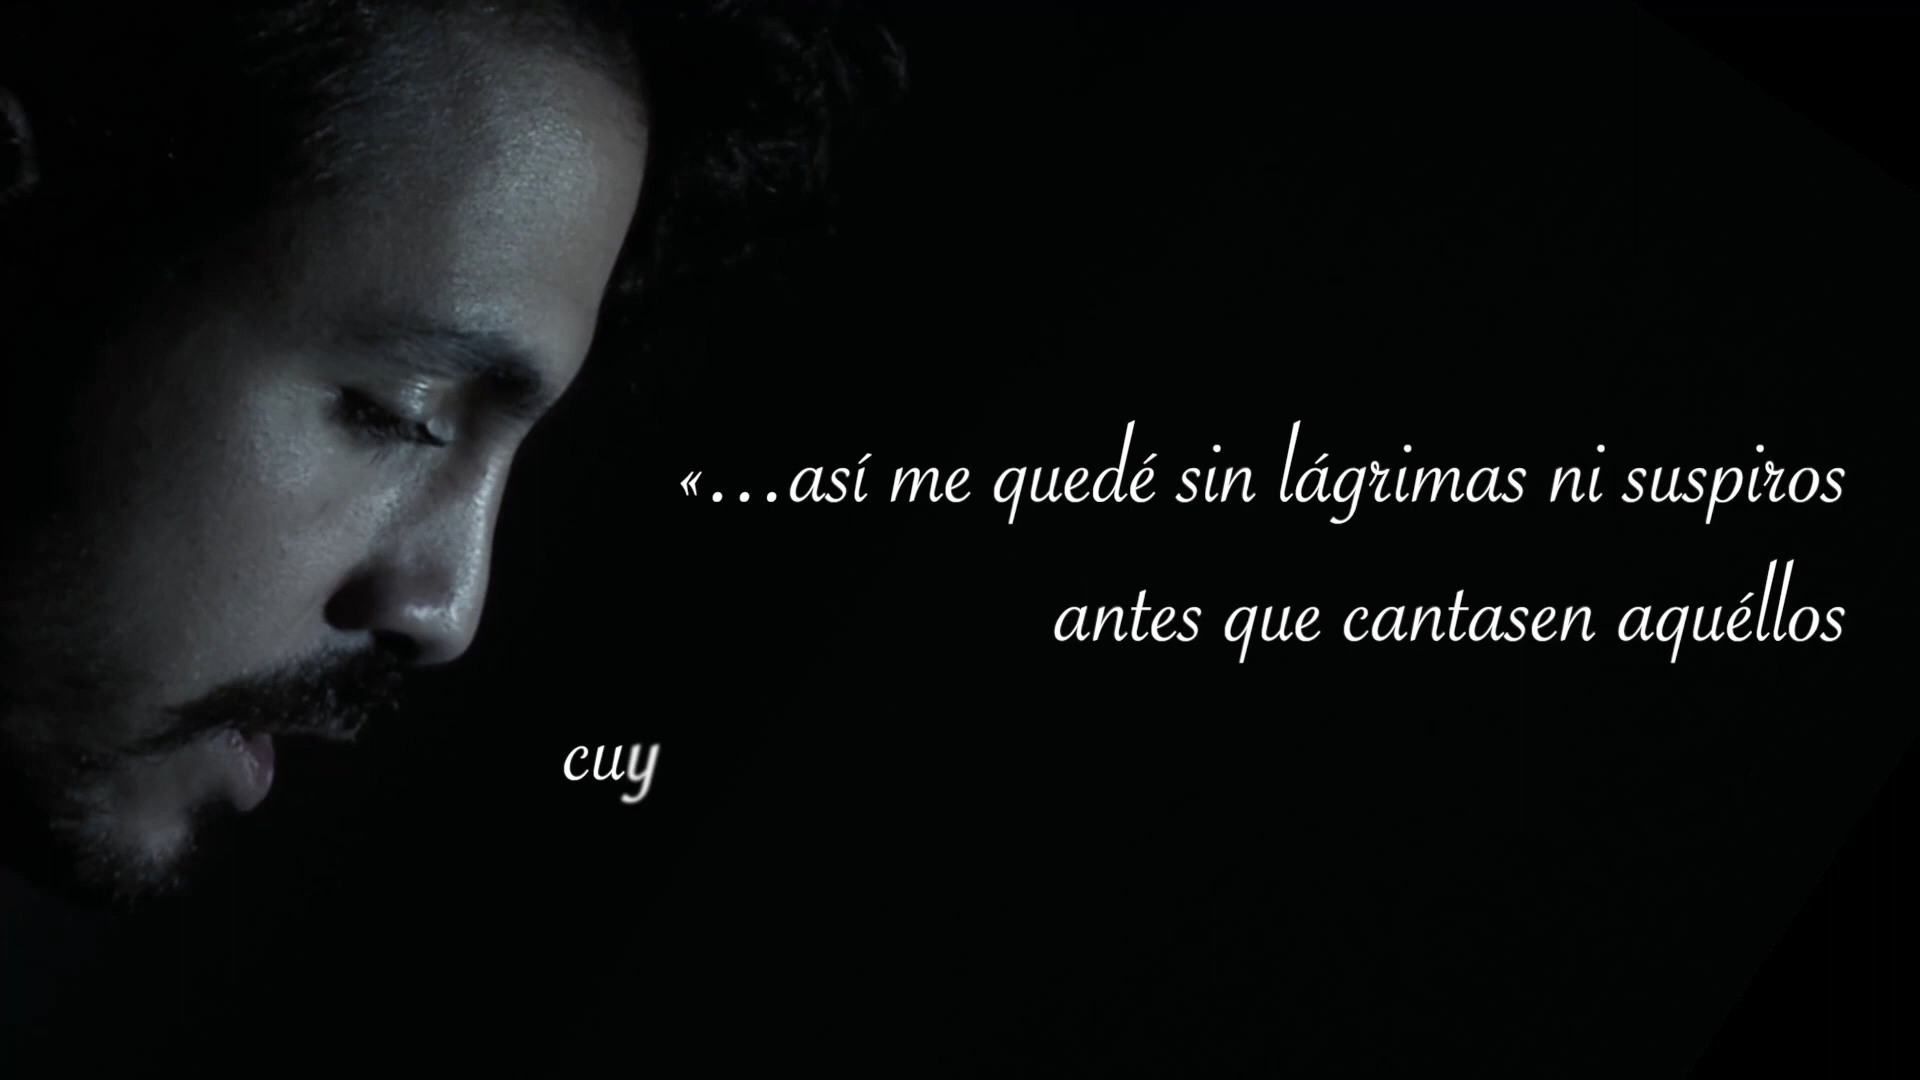 «...así me quedé sin lágrimas ni suspiros
antes que cantasen aquéllos
cuy